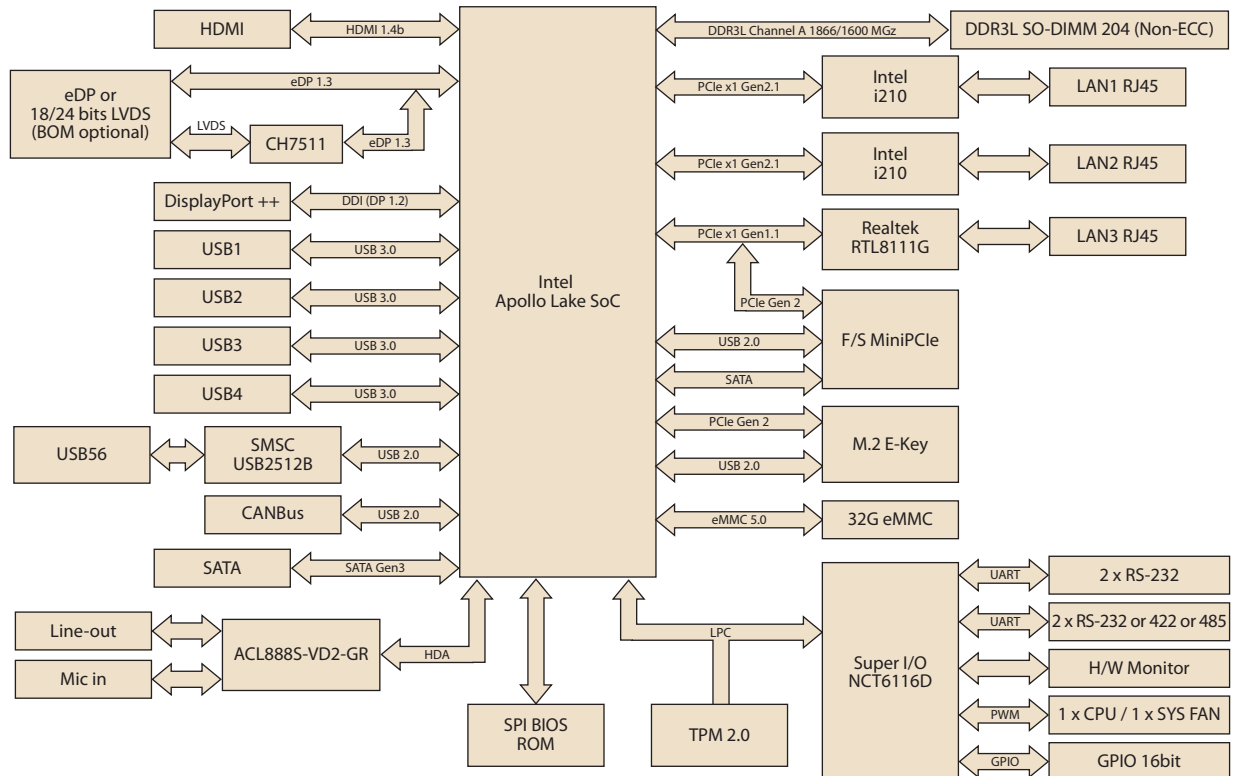 HDMI
HDMI 1.4b
eDP or
18/24 bits LVDS
(BOM optional)
eDP 1.3
LVDS
CH7511
eDP 1.3
DisplayPort ++
DDI (DP 1.2)
USB1
USB 3.0
USB2
USB 3.0
USB3
USB 3.0
USB4
USB 3.0
USB56
SMSC
USB2512B
USB 2.0
CANBus
USB 2.0
SATA
SATA Gen3
Line-out
Mic in
ACL888S-VD2-GR
HDA
Intel
Apollo Lake SoC
SPI BIOS
ROM
LPC
TPM 2.0
DDR3L Channel A 1866/1600 MGz
DDR3L SO-DIMM 204 (Non-ECC)
PCIe x1 Gen2.1
Intel
i210
LAN1 RJ45
PCIe x1 Gen2.1
Intel
i210
LAN2 RJ45
PCIe x1 Gen1.1
Realtek
RTL8111G
LAN3 RJ45
PCIe Gen 2
USB 2.0
SATA
F/S MiniPCIe
PCIe Gen 2
USB 2.0
M.2 E-Key
eMMC 5.0
32G eMMC
Super I/O
NCT6116D
UART
2 x RS-232
UART
2 x RS-232 or 422 or 485
H/W Monitor
PWM
1 x CPU / 1 x SYS FAN
GPIO
GPIO 16bit